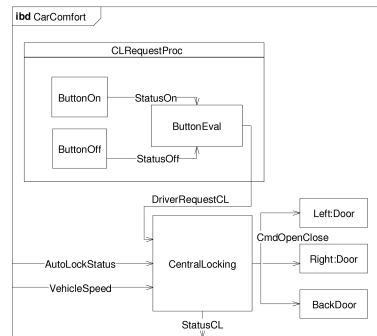 ibd CarComfort
CLRequestProc
ButtonOn
StatusOn
ButtonEval
ButtonOff
StatusOff
DriverRequestCL
Left:Door
CmdOpenClose
AutoLockStatus
CentralLocking
Right:Door
VehicleSpeed
BackDoor
StatusCL